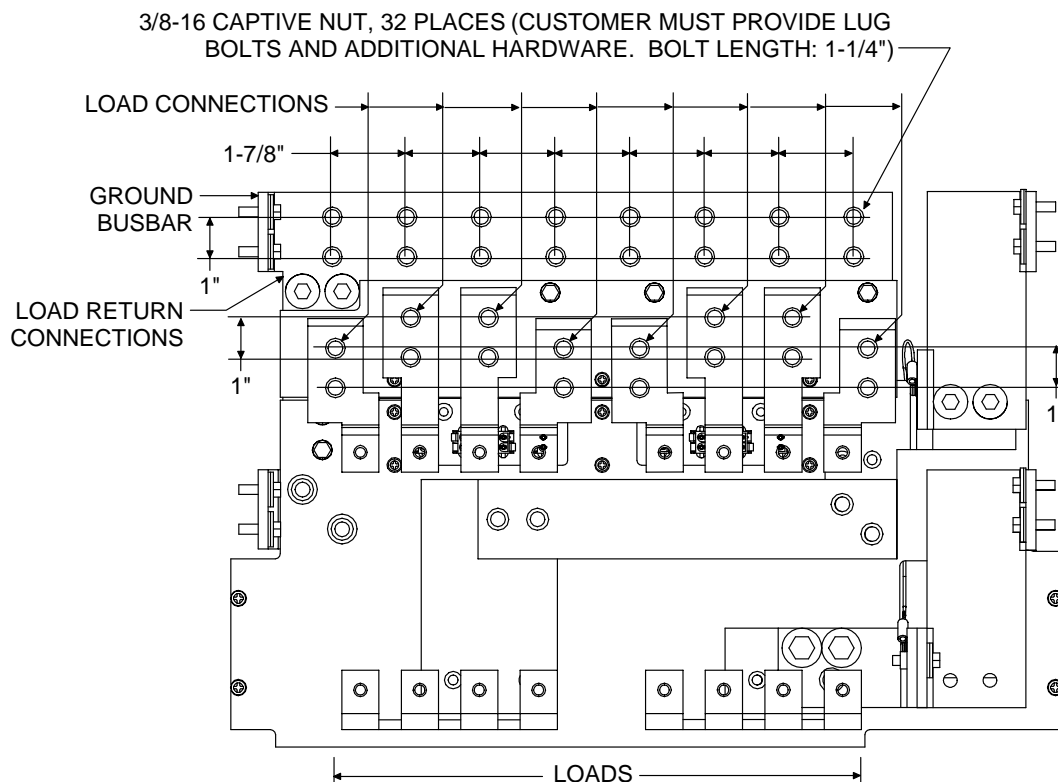 3/8-16 CAPTIVE NUT, 32 PLACES (CUSTOMER MUST PROVIDE LUG
BOLTS AND ADDITIONAL HARDWARE.  BOLT LENGTH: 1-1/4")
LOAD CONNECTIONS
1-7/8"
GROUND
BUSBAR
1"
LOAD RETURN
CONNECTIONS
1"
1
LOADS